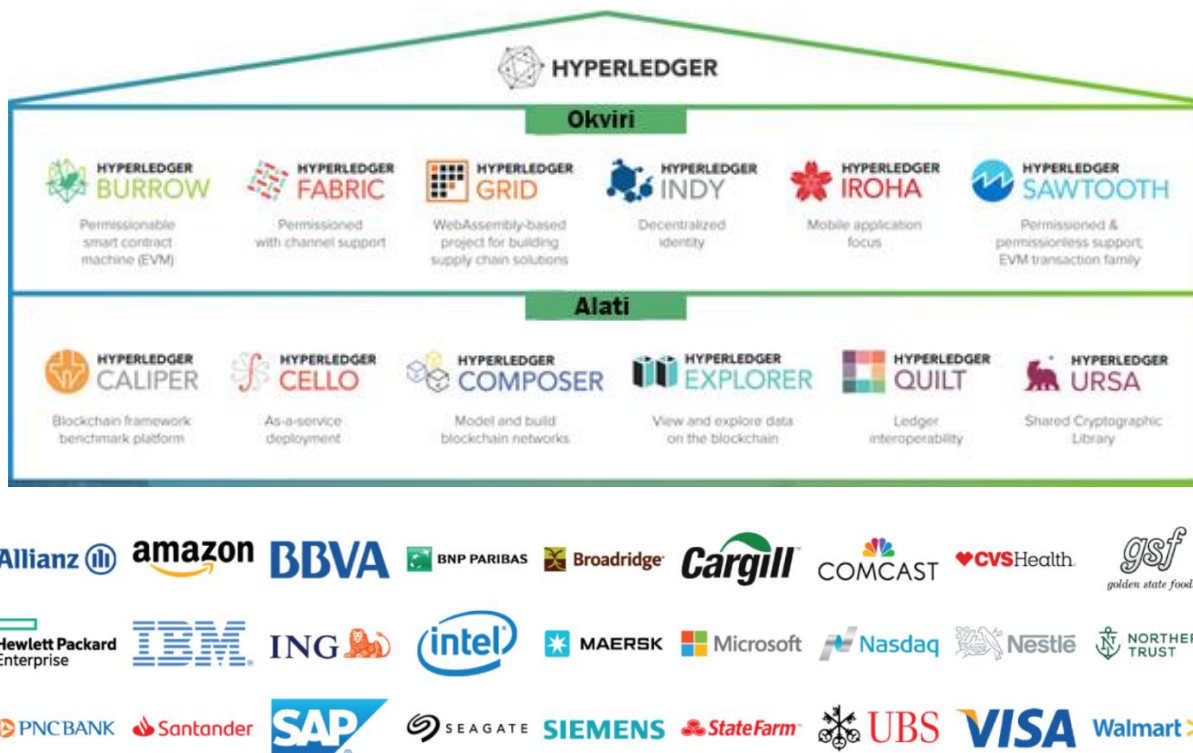 HYPERLEDGER
Okviri
HYPERLEDGER BURROW
Permissionable
smart contract
machine (EVM)
HYPERLEDGER FABRIC
Permissioned
with channel support
HYPERLEDGER GRID
WebAssembly-based
project for building
supply chain solutions
HYPERLEDGER INDY
Decentralized
identity
HYPERLEDGER IROHA
Mobile application
focus
HYPERLEDGER SAWTOOTH
Permissioned &
permissionless support;
EVM transaction family
Alati
HYPERLEDGER CALIPER
Blockchain framework
benchmark platform
HYPERLEDGER CELLO
As-a-service
deployment
HYPERLEDGER COMPOSER
Model and build
blockchain networks
HYPERLEDGER EXPLORER
View and explore data
on the blockchain
HYPERLEDGER QUILT
Ledger
interoperability
HYPERLEDGER URSA
Shared Cryptographic
Library
Allianz
amazon
BBVA
BNP PARIBAS
Broadridge
Cargill
COMCAST
CVSHealth.
gsf
golden state food
Hewlett Packard
Enterprise
IBM
ING
intel
MAERSK
Microsoft
Nasdaq
Nestlé
NORTHER
TRUST
PNC BANK
Santander
SAP
SEAGATE
SIEMENS
StateFarm
UBS
VISA
Walmart